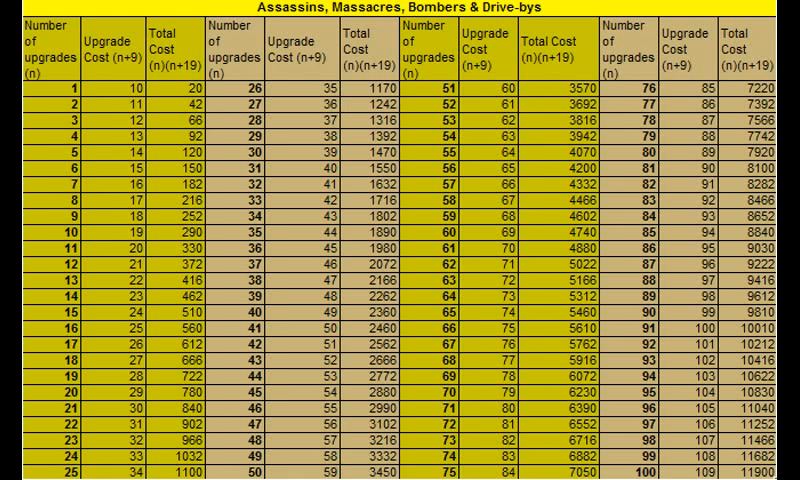 Assassins, Massacres, Bombers & Drive-bys
Number of upgrades (n) Upgrade Cost (n+9) Total Cost (n)(n+19) Number of upgrades (n) Upgrade Cost (n+9) Total Cost (n)(n+19) Number of upgrades (n) Upgrade Cost (n+9) Total Cost (n)(n+19) Number of upgrades (n) Upgrade Cost (n+9) Total Cost (n)(n+19)
1 10 20 26 35 1170 51 60 3570 76 85 7220
2 11 42 27 36 1242 52 61 3692 77 86 7392
3 12 66 28 37 1316 53 62 3816 78 87 7566
4 13 92 29 38 1392 54 63 3942 79 88 7742
5 14 120 30 39 1470 55 64 4070 80 89 7920
6 15 150 31 40 1550 56 65 4200 81 90 8100
7 16 182 32 41 1632 57 66 4332 82 91 8282
8 17 216 33 42 1716 58 67 4466 83 92 8466
9 18 252 34 43 1802 59 68 4602 84 93 8652
10 19 290 35 44 1890 60 69 4740 85 94 8840
11 20 330 36 45 1980 61 70 4880 86 95 9030
12 21 372 37 46 2072 62 71 5022 87 96 9222
13 22 416 38 47 2166 63 72 5166 88 97 9416
14 23 462 39 48 2262 64 73 5312 89 98 9612
15 24 510 40 49 2360 65 74 5460 90 99 9810
16 25 560 41 50 2460 66 75 5610 91 100 10010
17 26 612 42 51 2562 67 76 5762 92 101 10212
18 27 666 43 52 2666 68 77 5916 93 102 10416
19 28 722 44 53 2772 69 78 6072 94 103 10622
20 29 780 45 54 2880 70 79 6230 95 104 10830
21 30 840 46 55 2990 71 80 6390 96 105 11040
22 31 902 47 56 3102 72 81 6552 97 106 11252
23 32 966 48 57 3216 73 82 6716 98 107 11466
24 33 1032 49 58 3332 74 83 6882 99 108 11682
25 34 1100 50 59 3450 75 84 7050 100 109 11900